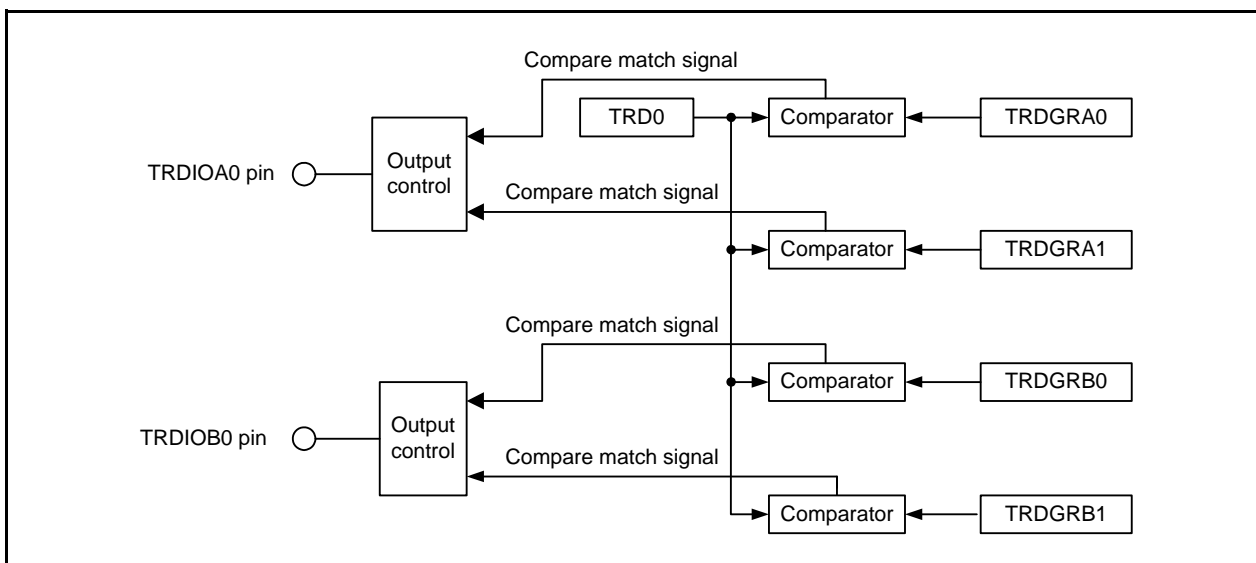 Compare match signal
TRD0
Comparator
TRDGRA0
TRDIOA0 pin
Output
control
Compare match signal
Comparator
TRDGRA1
Compare match signal
Comparator
TRDGRB0
TRDIOB0 pin
Output
control
Compare match signal
Comparator
TRDGRB1